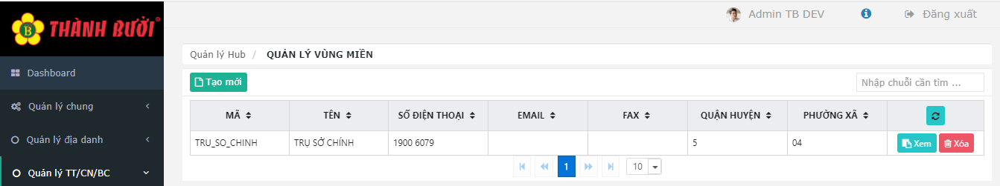 THÀNH BƯỞI®
B
Admin TB DEV
Đăng xuất
Quản lý Hub / QUẢN LÝ VÙNG MIỀN
Dashboard
Tạo mới
Nhập chuỗi cần tìm ...
Quản lý chung
MÃ TÊN SỐ ĐIỆN THOẠI EMAIL FAX QUẬN HUYỆN PHƯỜNG XÃ
Quản lý địa danh
TRU_SO_CHINH TRỤ SỞ CHÍNH 1900 6079 5 04 Xem Xóa
Quản lý TT/CN/BC
1 10